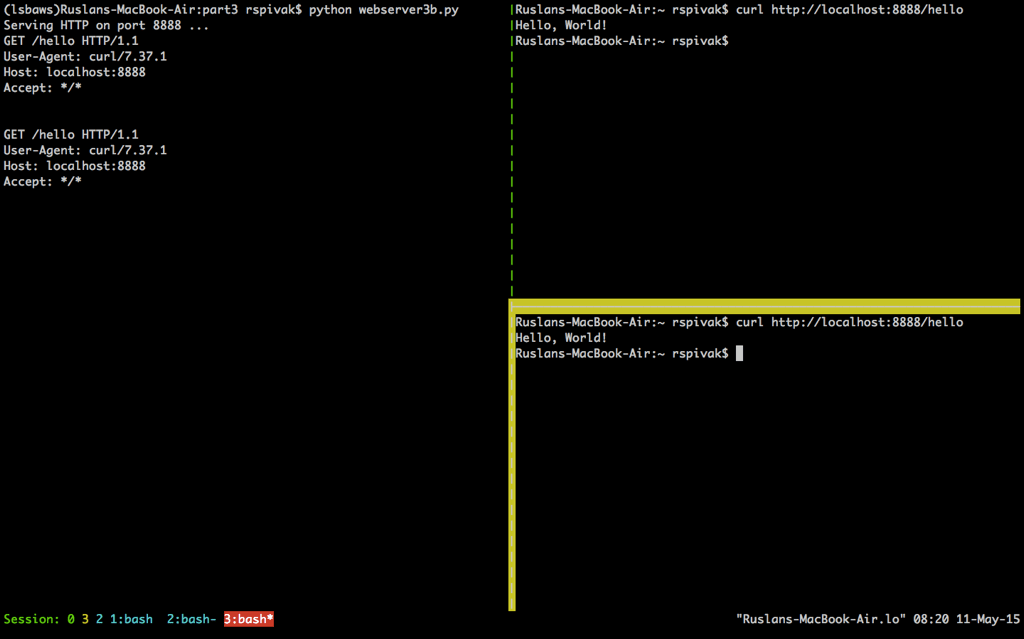 (lsbaws)Ruslans-MacBook-Air:part3 rspivak$ python webserver3b.py
Serving HTTP on port 8888 ...
GET /hello HTTP/1.1
User-Agent: curl/7.37.1
Host: localhost:8888
Accept: */*
GET /hello HTTP/1.1
User-Agent: curl/7.37.1
Host: localhost:8888
Accept: */*
Ruslans-MacBook-Air:~ rspivak$ curl http://localhost:8888/hello
Hello, World!
Ruslans-MacBook-Air:~ rspivak$
Ruslans-MacBook-Air:~ rspivak$ curl http://localhost:8888/hello
Hello, World!
Ruslans-MacBook-Air:~ rspivak$
Session: 0 3 2 1:bash  2:bash- 3:bash* "Ruslans-MacBook-Air.lo" 08:20 11-May-15